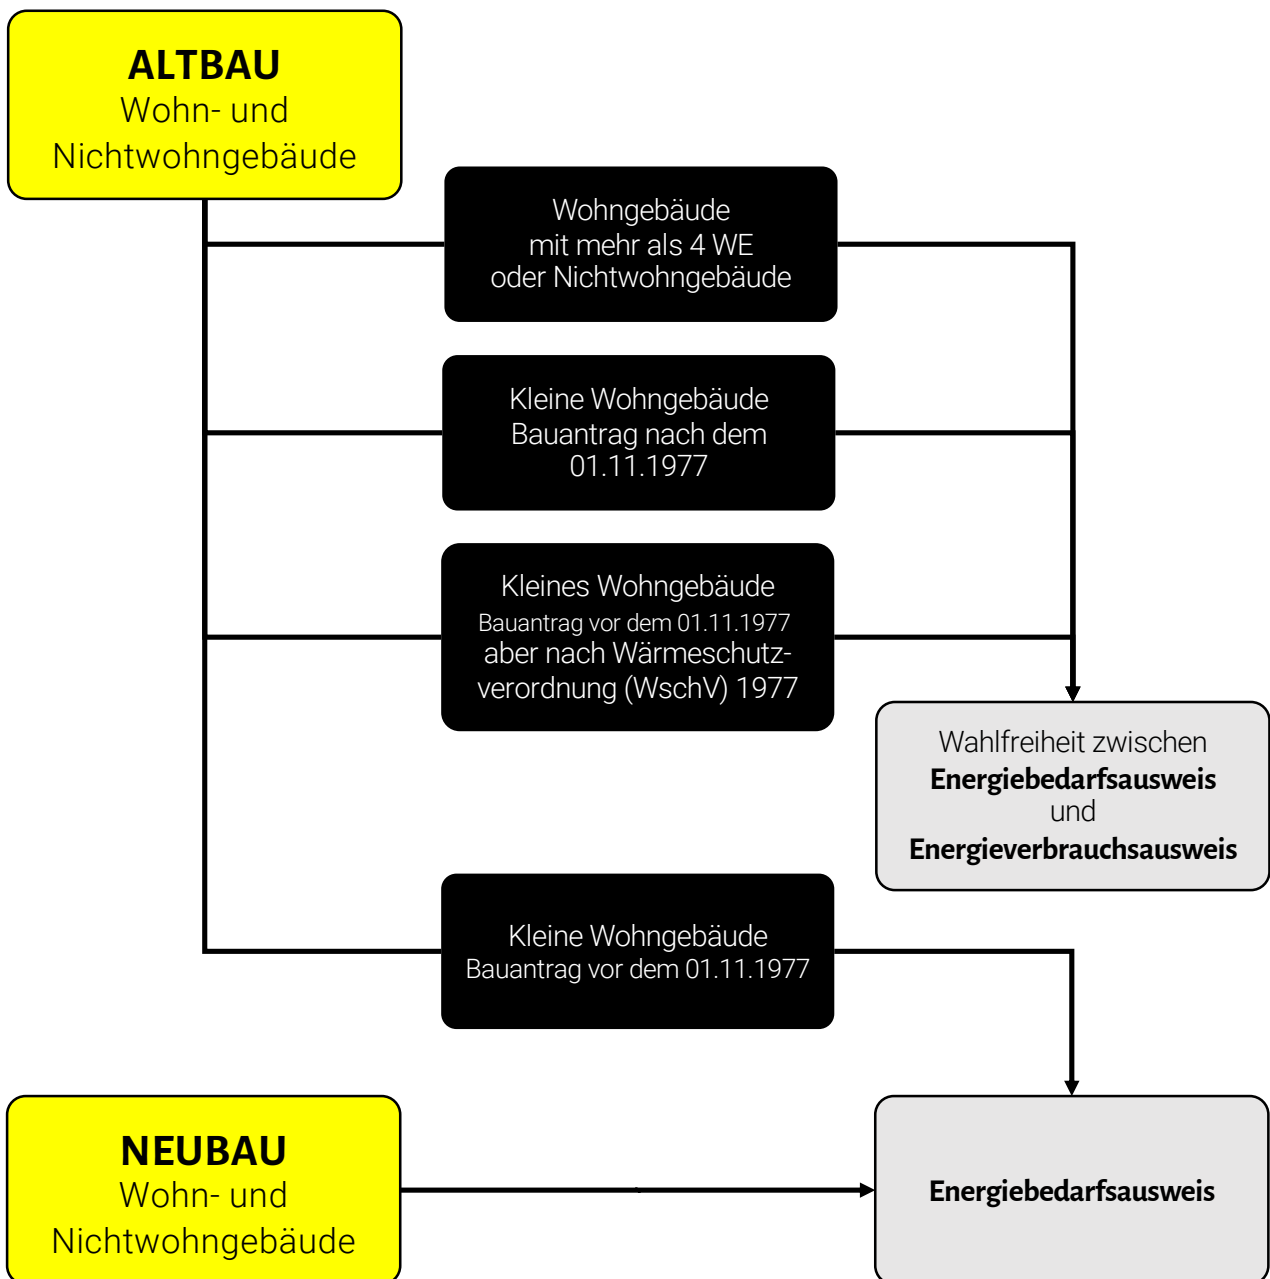 ALTBAU
Wohn- und
Nichtwohngebäude
Wohngebäude
mit mehr als 4 WE
oder Nichtwohngebäude
Kleine Wohngebäude
Bauantrag nach dem
01.11.1977
Kleines Wohngebäude
Bauantrag vor dem 01.11.1977
aber nach Wärmeschutz-
verordnung (WschV) 1977
Wahlfreiheit zwischen
Energiebedarfsausweis
und
Energieverbrauchsausweis
Kleine Wohngebäude
Bauantrag vor dem 01.11.1977
NEUBAU
Wohn- und
Nichtwohngebäude
Energiebedarfsausweis